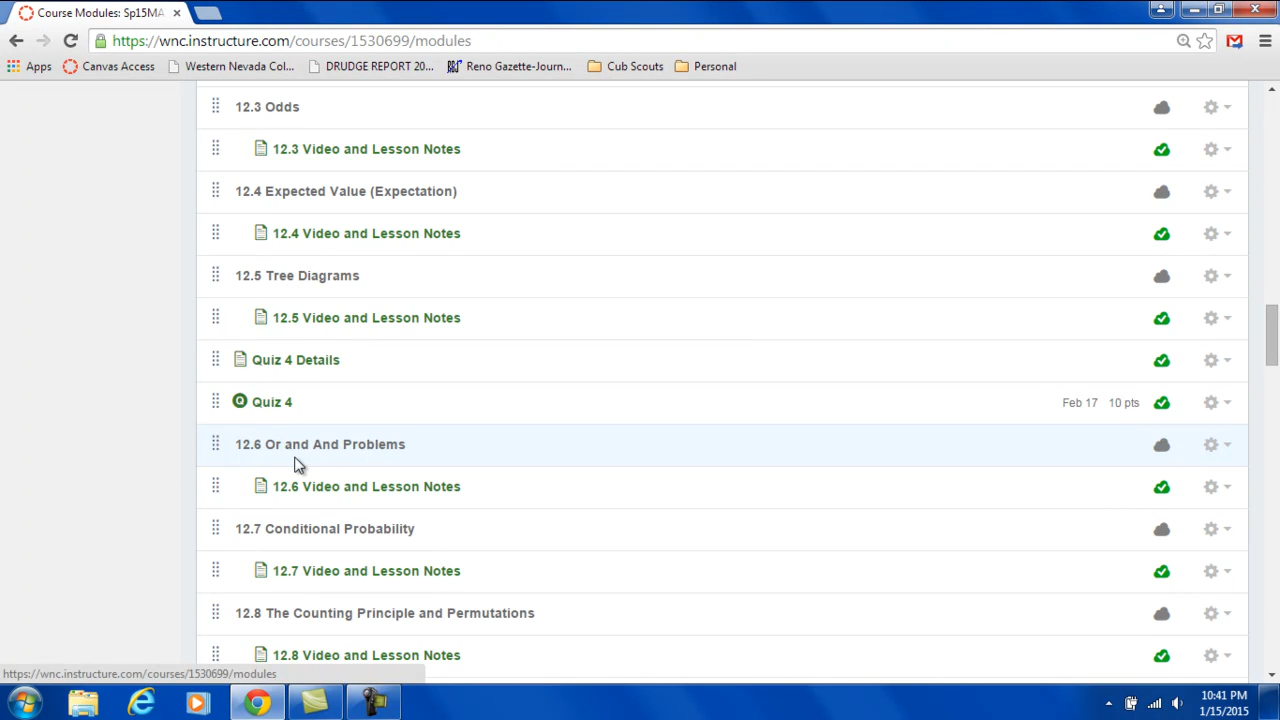 Course Modules: Sp15MA
https://wnc.instructure.com/courses/1530699/modules
Apps Canvas Access Western Nevada Col... DRUDGE REPORT 20... Reno Gazette-Journ... Cub Scouts Personal
12.3 Odds
12.3 Video and Lesson Notes
12.4 Expected Value (Expectation)
12.4 Video and Lesson Notes
12.5 Tree Diagrams
12.5 Video and Lesson Notes
Quiz 4 Details
Q Quiz 4 Feb 17 10 pts
12.6 Or and And Problems
12.6 Video and Lesson Notes
12.7 Conditional Probability
12.7 Video and Lesson Notes
12.8 The Counting Principle and Permutations
12.8 Video and Lesson Notes
https://wnc.instructure.com/courses/1530699/modules
10:41 PM
1/15/2015